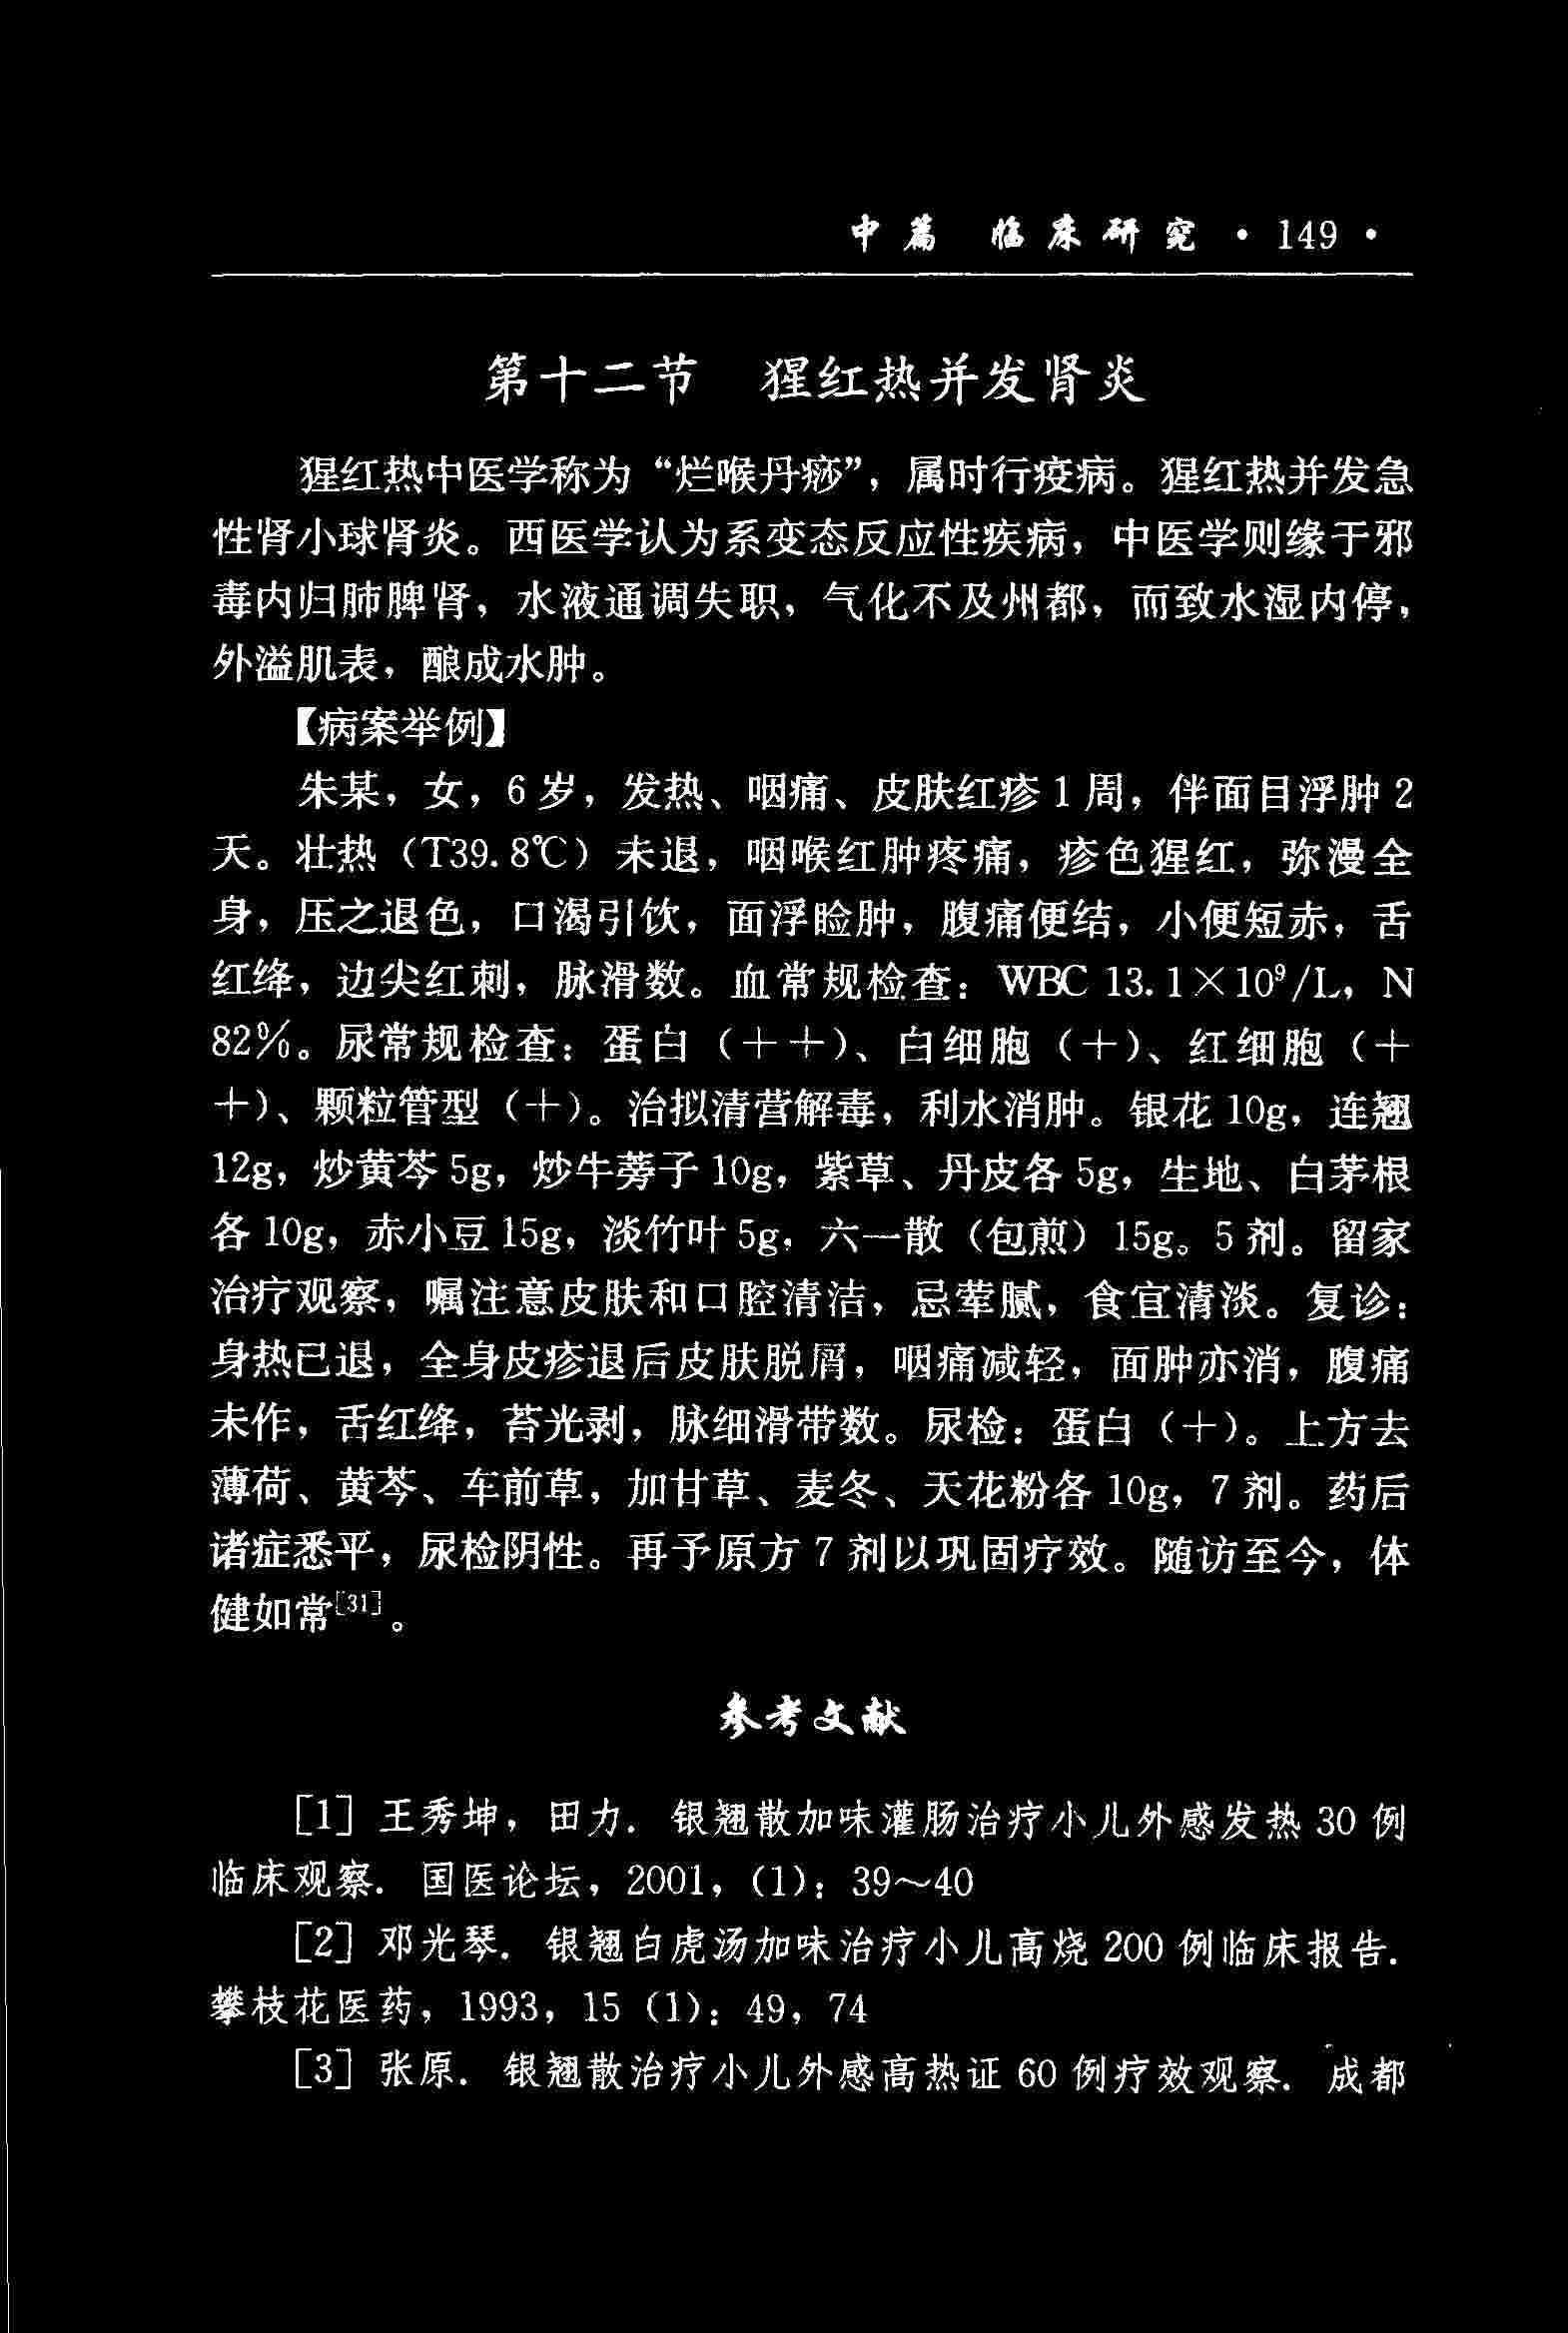 中篇 临床研究 · 149 ·
第十二节 猩红热并发肾炎
猩红热中医学称为“烂喉丹痧”，属时行疫病。猩红热并发急
性肾小球肾炎。西医学认为系变态反应性疾病，中医学则缘于邪
毒内归肺脾肾，水液通调失职，气化不及州都，而致水湿内停，
外溢肌表，酿成水肿。
【病案举例】
朱某，女，6岁，发热、咽痛、皮肤红疹1周，伴面目浮肿2
天。壮热（T39.8℃）未退，咽喉红肿疼痛，疹色猩红，弥漫全
身，压之退色，口渴引饮，面浮睑肿，腹痛便结，小便短赤，舌
红绛，边尖红刺，脉滑数。血常规检查：WBC 13.1×10⁹/L，N
82%。尿常规检查：蛋白（＋＋）、白细胞（＋）、红细胞（＋
＋）、颗粒管型（＋）。治拟清营解毒，利水消肿。银花10g，连翘
12g，炒黄芩5g，炒牛蒡子10g，紫草、丹皮各5g，生地、白茅根
各10g，赤小豆15g，淡竹叶5g，六一散（包煎）15g。5剂。留家
治疗观察，嘱注意皮肤和口腔清洁，忌荤腻，食宜清淡。复诊：
身热已退，全身皮疹退后皮肤脱屑，咽痛减轻，面肿亦消，腹痛
未作，舌红绛，苔光剥，脉细滑带数。尿检：蛋白（＋）。上方去
薄荷、黄芩、车前草，加甘草、麦冬、天花粉各10g，7剂。药后
诸症悉平，尿检阴性。再予原方7剂以巩固疗效。随访至今，体
健如常[31]。
参考文献
[1] 王秀坤，田力. 银翘散加味灌肠治疗小儿外感发热30例
临床观察. 国医论坛，2001，（1）：39～40
[2] 邓光琴. 银翘白虎汤加味治疗小儿高烧200例临床报告.
攀枝花医药，1993，15（1）：49，74
[3] 张原. 银翘散治疗小儿外感高热证60例疗效观察. 成都